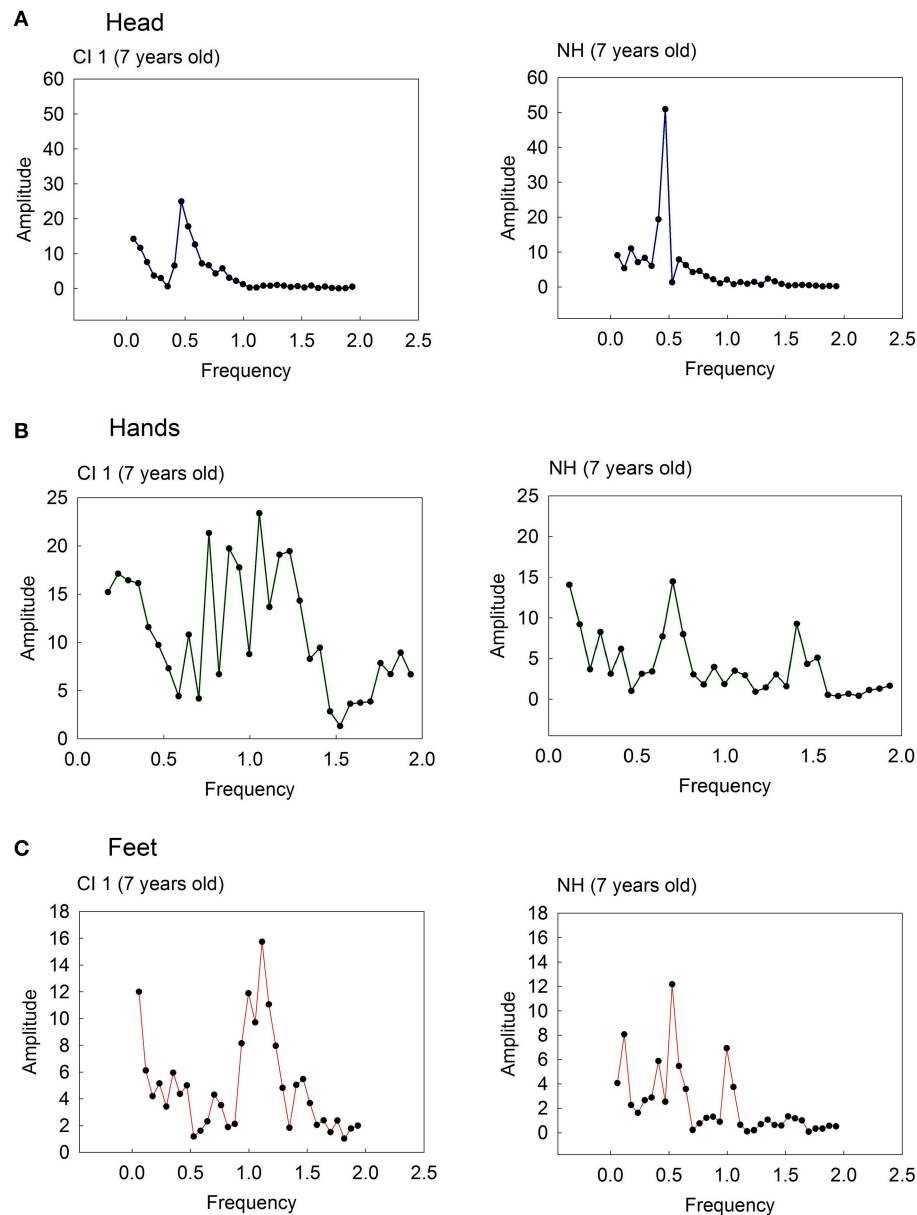 A Head
CI 1 (7 years old)
60
50
40
30
20
10
0
Amplitude
0.0 0.5 1.0 1.5 2.0 2.5
Frequency
NH (7 years old)
60
50
40
30
20
10
0
Amplitude
0.0 0.5 1.0 1.5 2.0 2.5
Frequency
B Hands
CI 1 (7 years old)
25
20
15
10
5
0
Amplitude
0.0 0.5 1.0 1.5 2.0
Frequency
NH (7 years old)
25
20
15
10
5
0
Amplitude
0.0 0.5 1.0 1.5 2.0
Frequency
C Feet
CI 1 (7 years old)
18
16
14
12
10
8
6
4
2
0
Amplitude
0.0 0.5 1.0 1.5 2.0 2.5
Frequency
NH (7 years old)
18
16
14
12
10
8
6
4
2
0
Amplitude
0.0 0.5 1.0 1.5 2.0 2.5
Frequency